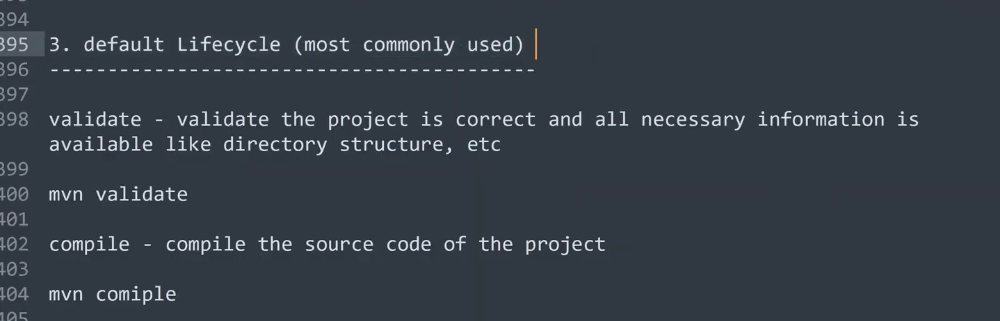 394
395 3. default Lifecycle (most commonly used)
396 ------------------------------------------
397
398 validate - validate the project is correct and all necessary information is
available like directory structure, etc
399
400 mvn validate
401
402 compile - compile the source code of the project
403
404 mvn comiple
405